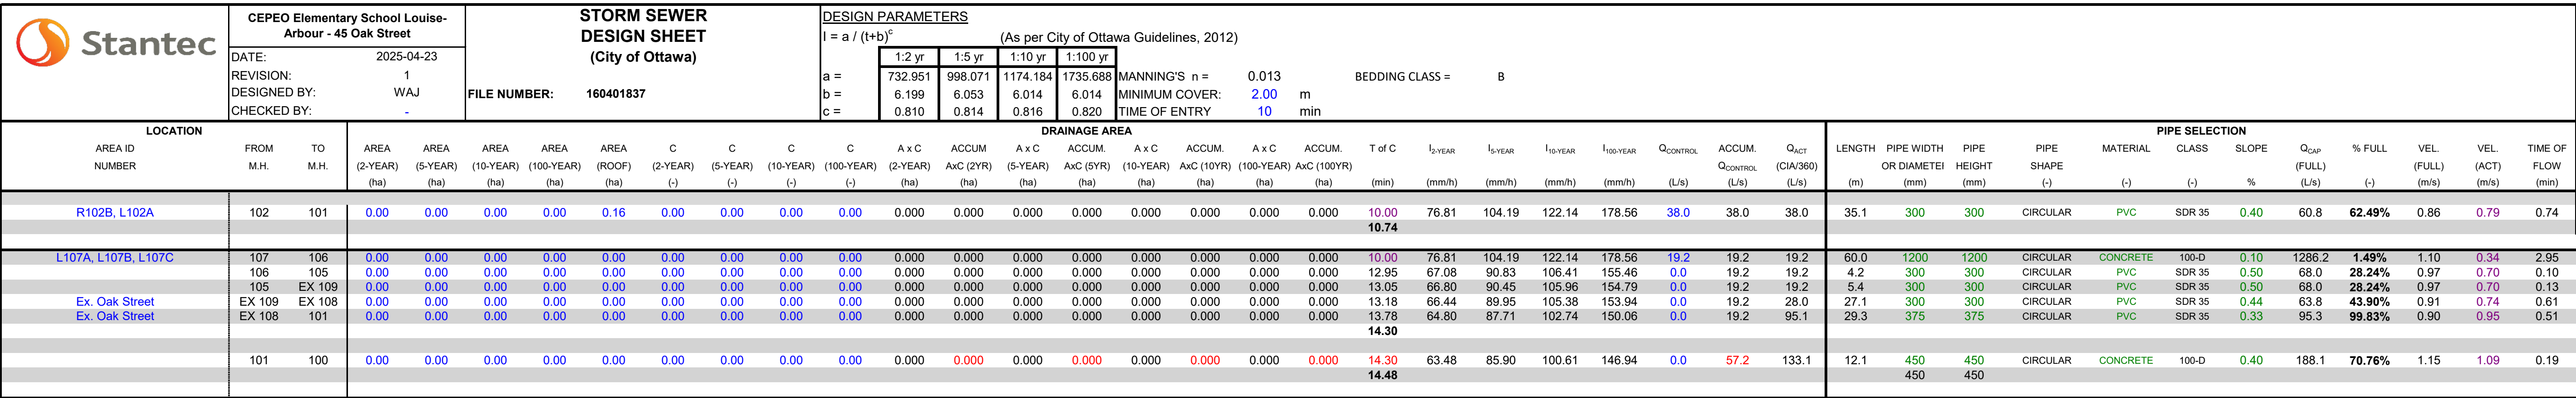 Stantec
CEPEO Elementary School Louise-
Arbour - 45 Oak Street
DATE: 2025-04-23
REVISION: 1
DESIGNED BY: WAJ
CHECKED BY: -
STORM SEWER
DESIGN SHEET
(City of Ottawa)
FILE NUMBER: 160401837
DESIGN PARAMETERS
I = a / (t+b)^c (As per City of Ottawa Guidelines, 2012)
1:2 yr 1:5 yr 1:10 yr 1:100 yr
a = 732.951 998.071 1174.184 1735.688 MANNING'S n = 0.013 BEDDING CLASS = B
b = 6.199 6.053 6.014 6.014 MINIMUM COVER: 2.00 m
c = 0.810 0.814 0.816 0.820 TIME OF ENTRY 10 min
LOCATION DRAINAGE AREA PIPE SELECTION
AREA ID FROM TO AREA AREA AREA AREA AREA C C C C A x C ACCUM A x C ACCUM. A x C ACCUM. A x C ACCUM. T of C I2-YEAR I5-YEAR I10-YEAR I100-YEAR QCONTROL ACCUM. QACT LENGTH PIPE WIDTH PIPE PIPE MATERIAL CLASS SLOPE QCAP % FULL VEL. VEL. TIME OF
NUMBER M.H. M.H. (2-YEAR) (5-YEAR) (10-YEAR) (100-YEAR) (ROOF) (2-YEAR) (5-YEAR) (10-YEAR) (100-YEAR) (2-YEAR) AxC (2YR) (5-YEAR) AxC (5YR) (10-YEAR) AxC (10YR) (100-YEAR) AxC (100YR) QCONTROL (CIA/360) OR DIAMETEI HEIGHT SHAPE (FULL) (FULL) (ACT) FLOW
(ha) (ha) (ha) (ha) (ha) (-) (-) (-) (-) (ha) (ha) (ha) (ha) (ha) (ha) (ha) (ha) (min) (mm/h) (mm/h) (mm/h) (mm/h) (L/s) (L/s) (L/s) (m) (mm) (mm) (-) (-) (-) % (L/s) (-) (m/s) (m/s) (min)
R102B, L102A 102 101 0.00 0.00 0.00 0.00 0.16 0.00 0.00 0.00 0.00 0.000 0.000 0.000 0.000 0.000 0.000 0.000 0.000 10.00 76.81 104.19 122.14 178.56 38.0 38.0 38.0 35.1 300 300 CIRCULAR PVC SDR 35 0.40 60.8 62.49% 0.86 0.79 0.74
10.74
L107A, L107B, L107C 107 106 0.00 0.00 0.00 0.00 0.00 0.00 0.00 0.00 0.00 0.000 0.000 0.000 0.000 0.000 0.000 0.000 0.000 10.00 76.81 104.19 122.14 178.56 19.2 19.2 19.2 60.0 1200 1200 CIRCULAR CONCRETE 100-D 0.10 1286.2 1.49% 1.10 0.34 2.95
106 105 0.00 0.00 0.00 0.00 0.00 0.00 0.00 0.00 0.00 0.000 0.000 0.000 0.000 0.000 0.000 0.000 0.000 12.95 67.08 90.83 106.41 155.46 0.0 19.2 19.2 4.2 300 300 CIRCULAR PVC SDR 35 0.50 68.0 28.24% 0.97 0.70 0.10
105 EX 109 0.00 0.00 0.00 0.00 0.00 0.00 0.00 0.00 0.00 0.000 0.000 0.000 0.000 0.000 0.000 0.000 0.000 13.05 66.80 90.45 105.96 154.79 0.0 19.2 19.2 5.4 300 300 CIRCULAR PVC SDR 35 0.50 68.0 28.24% 0.97 0.70 0.13
Ex. Oak Street EX 109 EX 108 0.00 0.00 0.00 0.00 0.00 0.00 0.00 0.00 0.00 0.000 0.000 0.000 0.000 0.000 0.000 0.000 0.000 13.18 66.44 89.95 105.38 153.94 0.0 19.2 28.0 27.1 300 300 CIRCULAR PVC SDR 35 0.44 63.8 43.90% 0.91 0.74 0.61
Ex. Oak Street EX 108 101 0.00 0.00 0.00 0.00 0.00 0.00 0.00 0.00 0.00 0.000 0.000 0.000 0.000 0.000 0.000 0.000 0.000 13.78 64.80 87.71 102.74 150.06 0.0 19.2 95.1 29.3 375 375 CIRCULAR PVC SDR 35 0.33 95.3 99.83% 0.90 0.95 0.51
14.30
101 100 0.00 0.00 0.00 0.00 0.00 0.00 0.00 0.00 0.00 0.000 0.000 0.000 0.000 0.000 0.000 0.000 0.000 14.30 63.48 85.90 100.61 146.94 0.0 57.2 133.1 12.1 450 450 CIRCULAR CONCRETE 100-D 0.40 188.1 70.76% 1.15 1.09 0.19
14.48 450 450